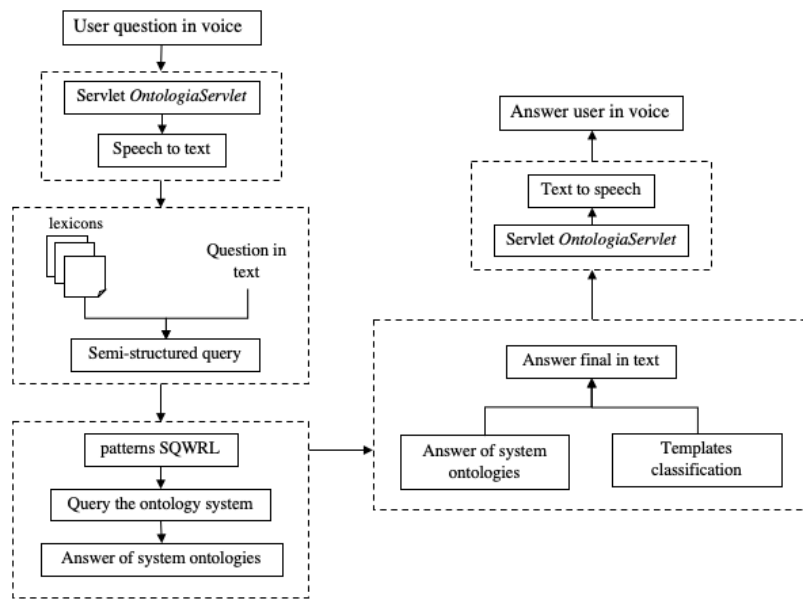 User question in voice
Servlet OntologiaServlet
Speech to text
lexicons
Question in
text
Semi-structured query
patterns SQWRL
Query the ontology system
Answer of system ontologies
Answer user in voice
Text to speech
Servlet OntologiaServlet
Answer final in text
Answer of system
ontologies
Templates
classification